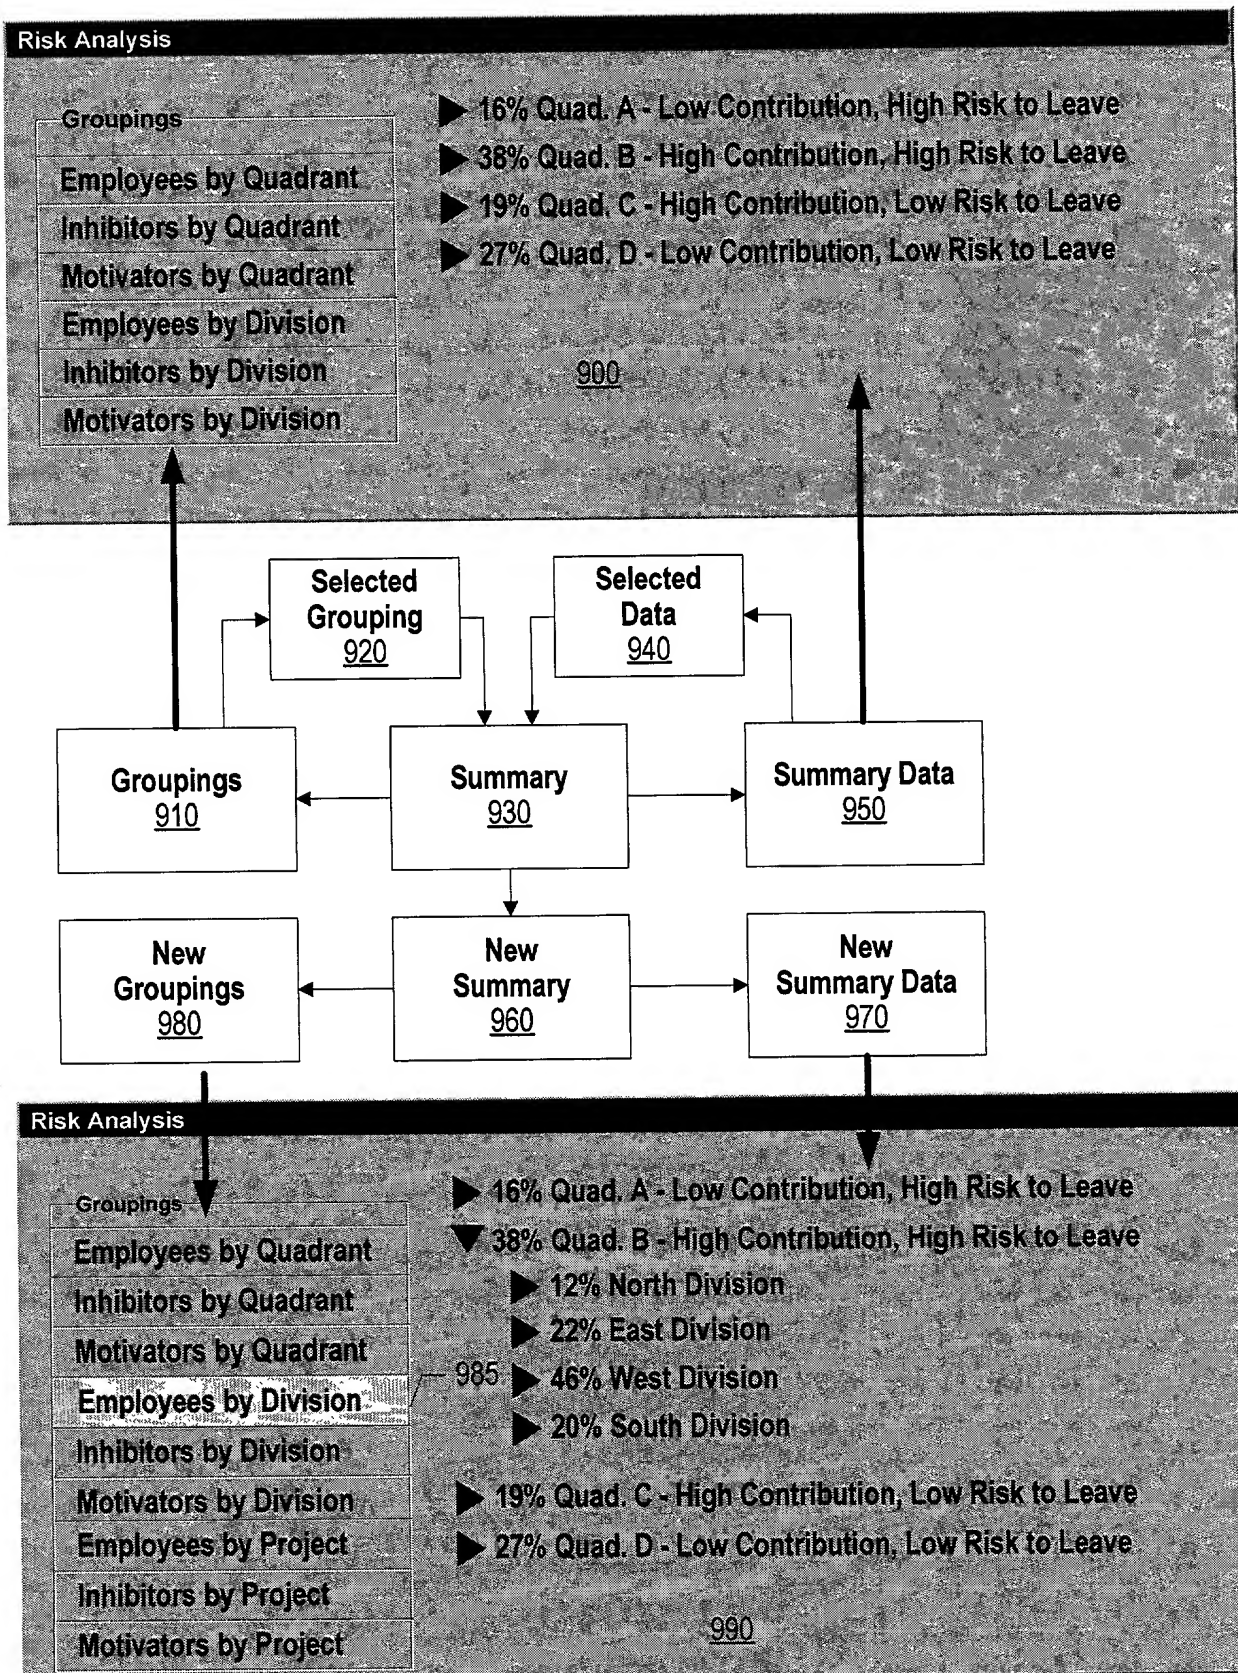 Risk Analysis
Groupings
Employees by Quadrant
Inhibitors by Quadrant
Motivators by Quadrant
Employees by Division
Inhibitors by Division
Motivators by Division
16% Quad. A - Low Contribution, High Risk to Leave
38% Quad. B - High Contribution, High Risk to Leave
19% Quad. C - High Contribution, Low Risk to Leave
27% Quad. D - Low Contribution, Low Risk to Leave
900
Selected
Grouping
920
Selected
Data
940
Groupings
910
Summary
930
Summary Data
950
New
Groupings
980
New
Summary
960
New
Summary Data
970
Risk Analysis
Groupings
Employees by Quadrant
Inhibitors by Quadrant
Motivators by Quadrant
Employees by Division
Inhibitors by Division
Motivators by Division
Employees by Project
Inhibitors by Project
Motivators by Project
985
16% Quad. A - Low Contribution, High Risk to Leave
38% Quad. B - High Contribution, High Risk to Leave
12% North Division
22% East Division
46% West Division
20% South Division
19% Quad. C - High Contribution, Low Risk to Leave
27% Quad. D - Low Contribution, Low Risk to Leave
990